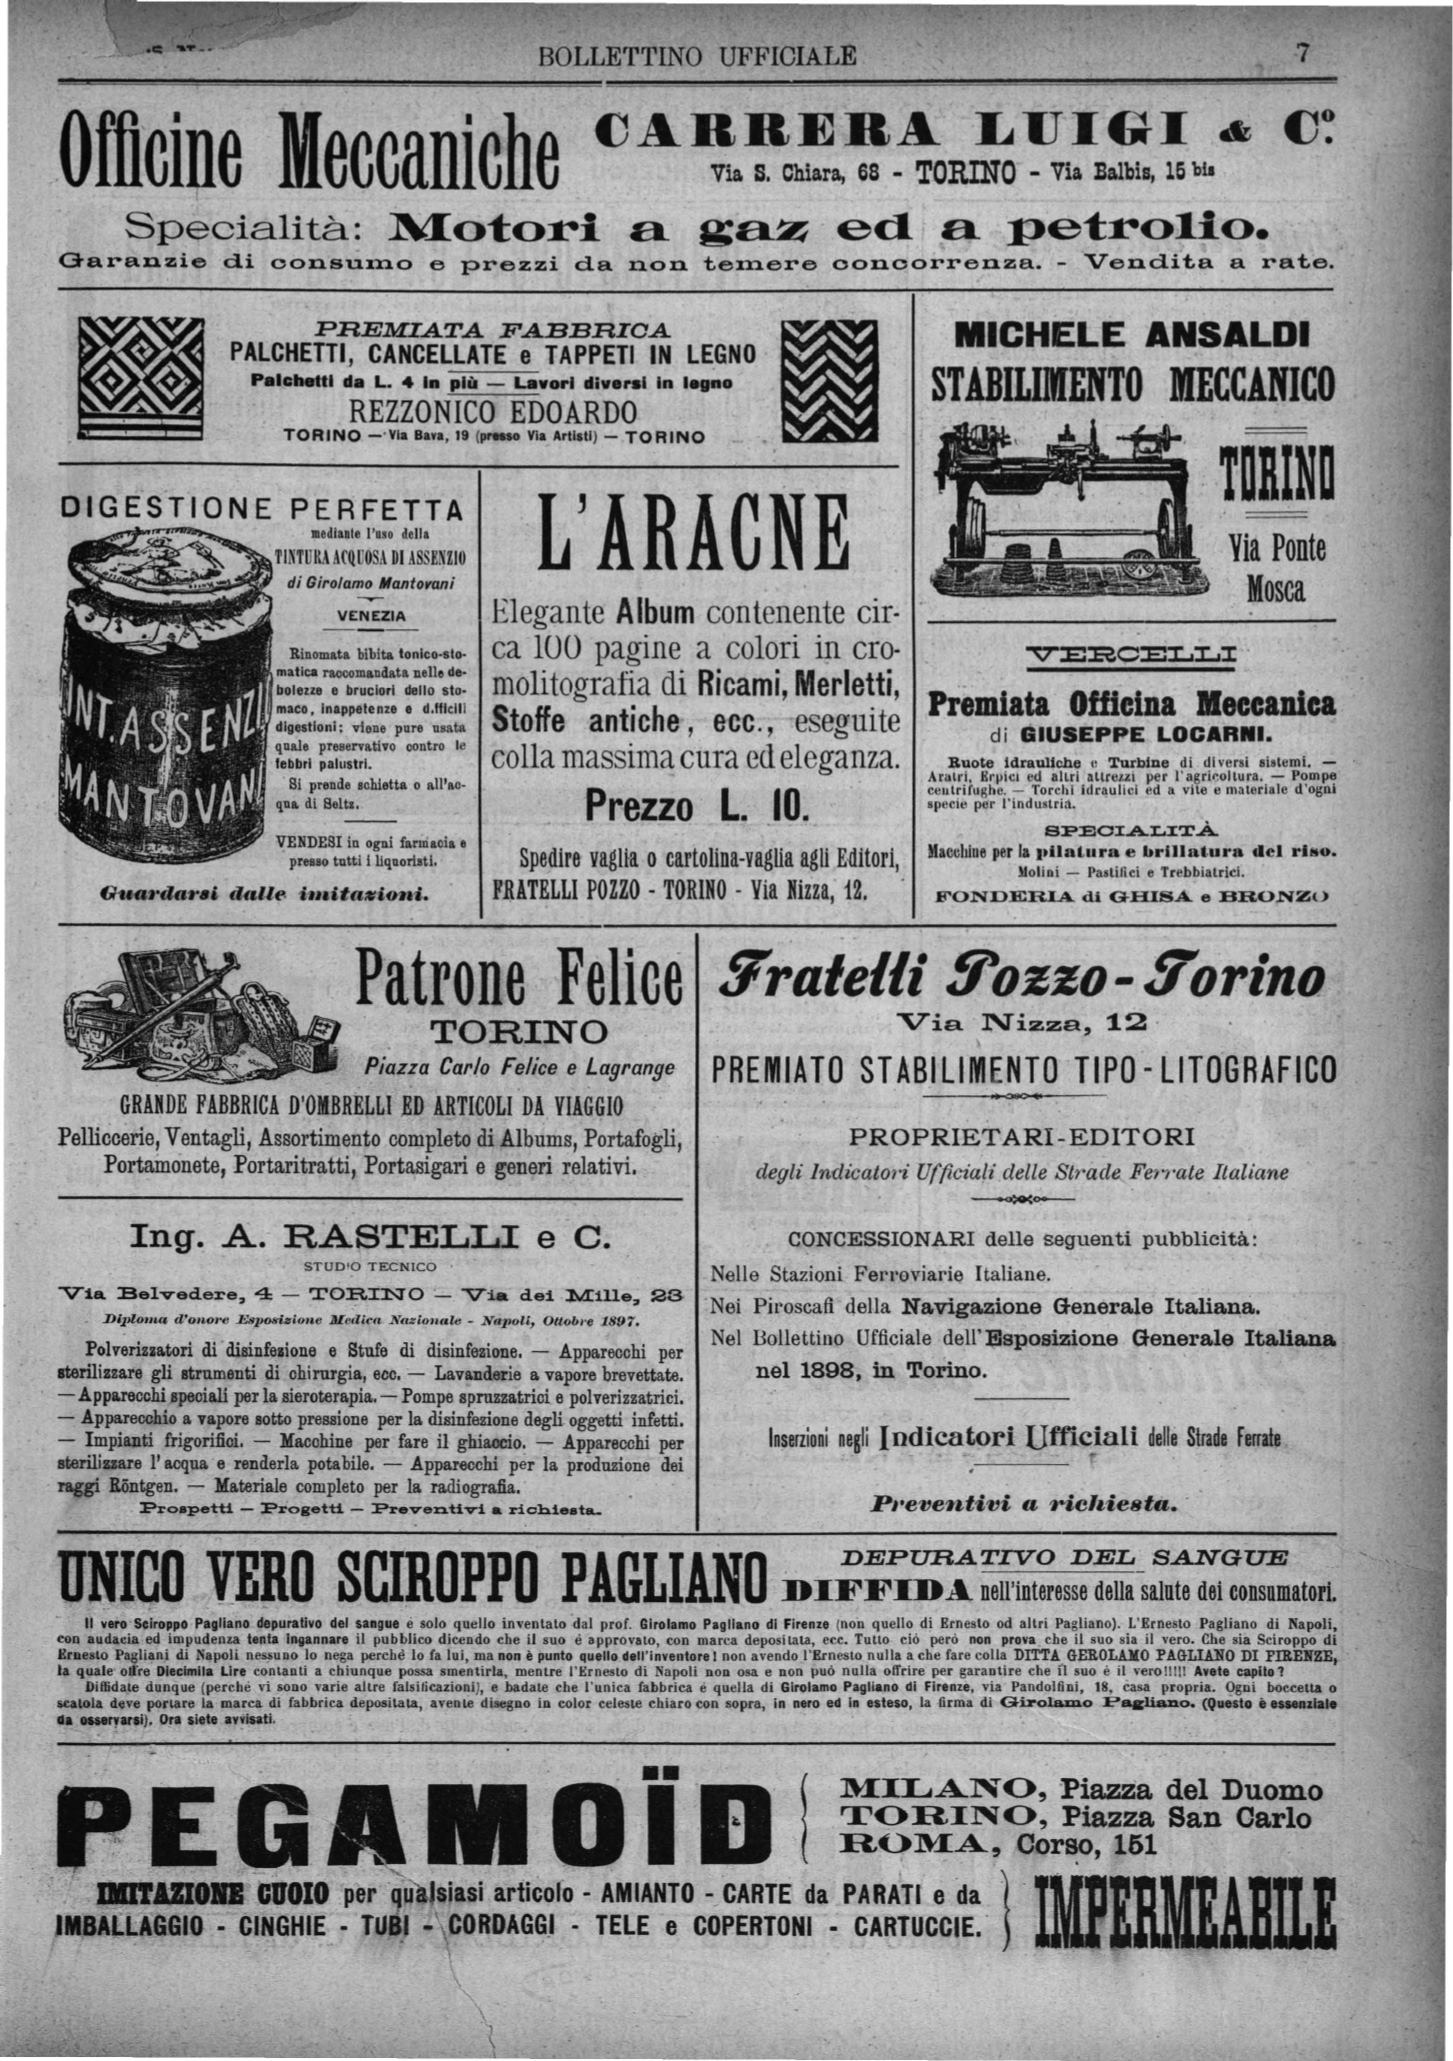 BOLLETTINO UFFICIALE 7
Officine Meccaniche CARRERA LUIGI & Cº.
Via S. Chiara, 68 - TORINO - Via Balbis, 15 bis
Specialità: Motori a gaz ed a petrolio.
Garanzie di consumo e prezzi da non temere concorrenza. - Vendita a rate.
PREMIATA FABBRICA
PALCHETTI, CANCELLATE e TAPPETI IN LEGNO
Palchetti da L. 4 in più — Lavori diversi in legno
REZZONICO EDOARDO
TORINO — Via Bava, 19 (presso Via Artisti) — TORINO
MICHELE ANSALDI
STABILIMENTO MECCANICO
TORINO
Via Ponte
Mosca
DIGESTIONE PERFETTA
mediante l'uso della
TINTURA ACQUOSA DI ASSENZIO
di Girolamo Mantovani
VENEZIA
Rinomata bibita tonico-sto-
matica raccomandata nelle de-
bolezze e bruciori dello sto-
maco, inappetenze e difficili
digestioni; viene pure usata
quale preservativo contro le
febbri palustri.
Si prende schietta o all'ac-
qua di Seltz.
VENDESI in ogni farmacia e
presso tutti i liquoristi.
Guardarsi dalle imitazioni.
INT. ASSENZI
MANTOVANI
L'ARACNE
Elegante Album contenente cir-
ca 100 pagine a colori in cro-
molitografia di Ricami, Merletti,
Stoffe antiche, ecc., eseguite
colla massima cura ed eleganza.
Prezzo L. 10.
Spedire vaglia o cartolina-vaglia agli Editori,
FRATELLI POZZO - TORINO - Via Nizza, 12.
VERCELLI
Premiata Officina Meccanica
di GIUSEPPE LOCARNI.
Ruote idrauliche e Turbine di diversi sistemi. —
Aratri, Erpici ed altri attrezzi per l'agricoltura. — Pompe
centrifughe. — Torchi idraulici ed a vite e materiale d'ogni
specie per l'industria.
SPECIALITÀ
Macchine per la pilatura e brillatura del riso.
Molini — Pastifici e Trebbiatrici.
FONDERIA di GHISA e BRONZO
Patrone Felice
TORINO
Piazza Carlo Felice e Lagrange
GRANDE FABBRICA D'OMBRELLI ED ARTICOLI DA VIAGGIO
Pelliccerie, Ventagli, Assortimento completo di Albums, Portafogli,
Portamonete, Portaritratti, Portasigari e generi relativi.
Ing. A. RASTELLI e C.
STUDIO TECNICO
Via Belvedere, 4 — TORINO — Via dei Mille, 23
Diploma d'onore Esposizione Medica Nazionale - Napoli, Ottobre 1897.
Polverizzatori di disinfezione e Stufe di disinfezione. — Apparecchi per
sterilizzare gli strumenti di chirurgia, ecc. — Lavanderie a vapore brevettate.
— Apparecchi speciali per la sieroterapia. — Pompe spruzzatrici e polverizzatrici.
— Apparecchio a vapore sotto pressione per la disinfezione degli oggetti infetti.
— Impianti frigorifici. — Macchine per fare il ghiaccio. — Apparecchi per
sterilizzare l'acqua e renderla potabile. — Apparecchi per la produzione dei
raggi Röntgen. — Materiale completo per la radiografia.
Prospetti — Progetti — Preventivi a richiesta.
Fratelli Pozzo - Torino
Via Nizza, 12
PREMIATO STABILIMENTO TIPO-LITOGRAFICO
PROPRIETARI-EDITORI
degli Indicatori Ufficiali delle Strade Ferrate Italiane
CONCESSIONARI delle seguenti pubblicità:
Nelle Stazioni Ferroviarie Italiane.
Nei Piroscafi della Navigazione Generale Italiana.
Nel Bollettino Ufficiale dell'Esposizione Generale Italiana
nel 1898, in Torino.
Inserzioni negli Indicatori Ufficiali delle Strade Ferrate
Preventivi a richiesta.
UNICO VERO SCIROPPO PAGLIANO DEPURATIVO DEL SANGUE
DIFFIDA nell'interesse della salute dei consumatori.
Il vero Sciroppo Pagliano depurativo del sangue è solo quello inventato dal prof. Girolamo Pagliano di Firenze (non quello di Ernesto od altri Pagliano). L'Ernesto Pagliano di Napoli,
con audacia ed impudenza tenta ingannare il pubblico dicendo che il suo è approvato, con marca depositata, ecc. Tutto ciò però non prova che il suo sia il vero. Che sia Sciroppo di
Ernesto Pagliani di Napoli nessuno lo nega perchè lo fa lui, ma non è punto quello dell'inventore! non avendo l'Ernesto nulla a che fare colla DITTA GEROLAMO PAGLIANO DI FIRENZE,
la quale offre Diecimila Lire contanti a chiunque possa smentirla, mentre l'Ernesto di Napoli non osa e non può nulla offrire per garantire che il suo è il vero!!!!! Avete capito?
Diffidate dunque (perchè vi sono varie altre falsificazioni), e badate che l'unica fabbrica è quella di Girolamo Pagliano di Firenze, via Pandolfini, 18, casa propria. Ogni boccetta o
scatola deve portare la marca di fabbrica depositata, avente disegno in color celeste chiaro con sopra, in nero ed in esteso, la firma di Girolamo Pagliano. (Questo è essenziale
da osservarsi). Ora siete avvisati.
PEGAMOÏD
MILANO, Piazza del Duomo
TORINO, Piazza San Carlo
ROMA, Corso, 151
IMITAZIONE CUOIO per qualsiasi articolo - AMIANTO - CARTE da PARATI e da
IMBALLAGGIO - CINGHIE - TUBI - CORDAGGI - TELE e COPERTONI - CARTUCCIE.
IMPERMEABILE